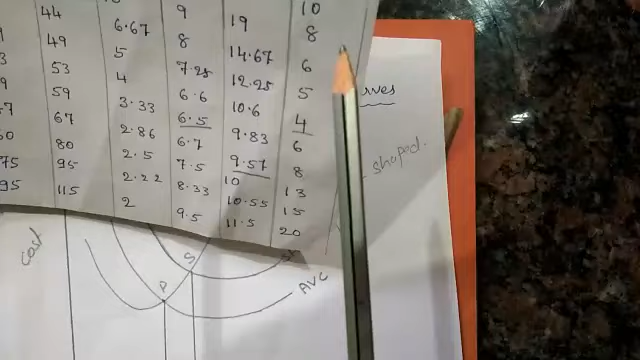 44 9 19 10
49 6.67 8 14.67 8
53 5 7.25 12.25 6
59 4 6.6 10.6 5
67 3.33 6.5 9.83 4
80 2.86 6.7 9.57 6
75 95 2.5 7.5 10 8
95 115 2.22 8.33 10.55 13
2 9.5 11.5 15
20
shaped.
Cost
S
P
AVC